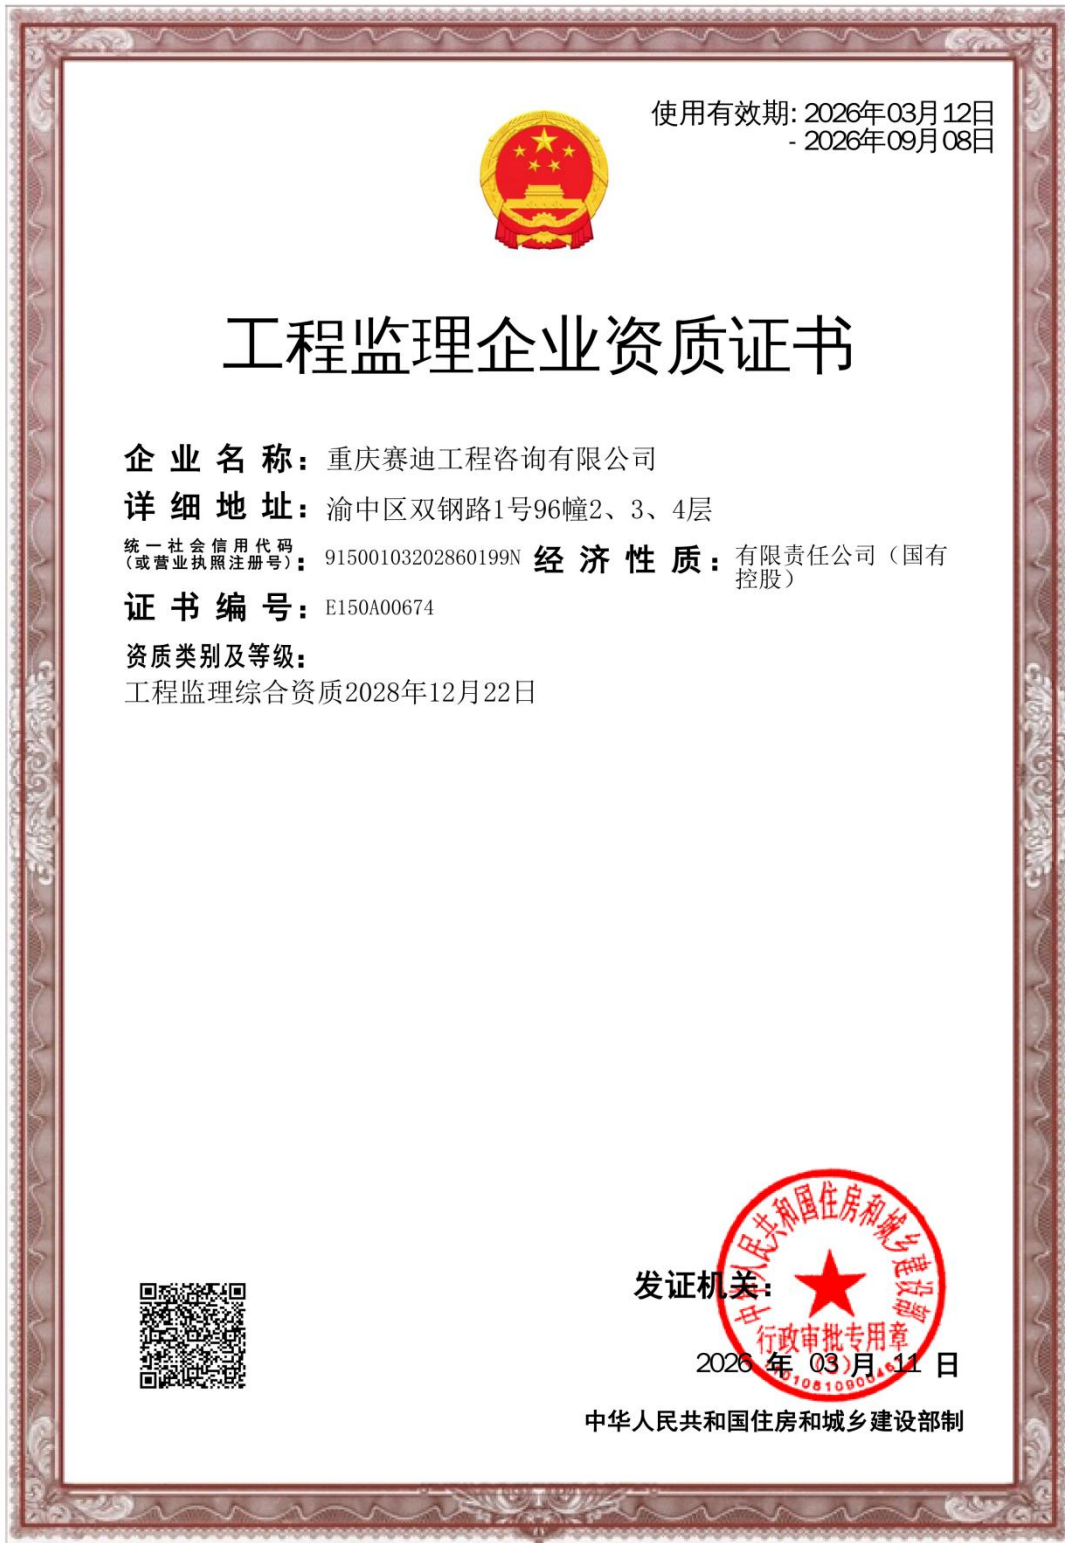 使用有效期: 2026年03月12日
- 2026年09月08日
工程监理企业资质证书
企业名称：重庆赛迪工程咨询有限公司
详细地址：渝中区双钢路1号96幢2、3、4层
统一社会信用代码
(或营业执照注册号)：91500103202860199N 经济性质：有限责任公司（国有
控股）
证书编号：E150A00674
资质类别及等级：
工程监理综合资质2028年12月22日
中华人民共和国住房和城乡建设部
发证机关：
行政审批专用章
(3)
2026 年 03 月 11 日
中华人民共和国住房和城乡建设部制